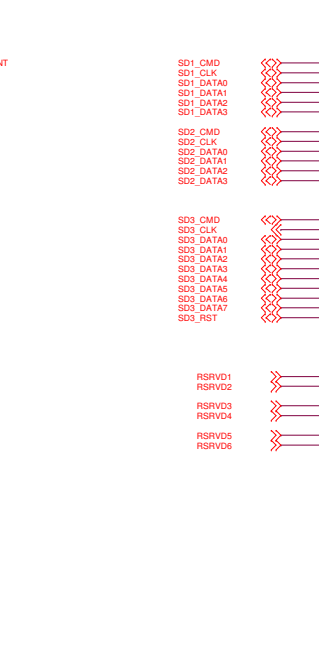 NT
SD1_CMD
SD1_CLK
SD1_DATA0
SD1_DATA1
SD1_DATA2
SD1_DATA3
SD2_CMD
SD2_CLK
SD2_DATA0
SD2_DATA1
SD2_DATA2
SD2_DATA3
SD3_CMD
SD3_CLK
SD3_DATA0
SD3_DATA1
SD3_DATA2
SD3_DATA3
SD3_DATA4
SD3_DATA5
SD3_DATA6
SD3_DATA7
SD3_RST
RSRVD1
RSRVD2
RSRVD3
RSRVD4
RSRVD5
RSRVD6